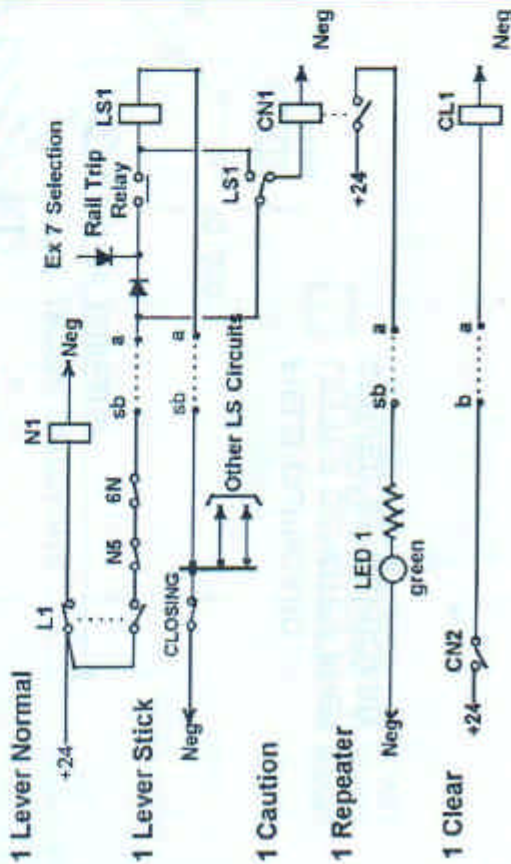 1 Lever Normal
+24
L1
N1
Neg
1 Lever Stick
N5
6N
sb
a
Ex 7 Selection
Rail Trip
Relay
LS1
Neg
CLOSING
sb
a
Other LS Circuits
1 Caution
LS1
CN1
Neg
1 Repeater
Neg
LED 1
green
sb
a
+24
1 Clear
+24
CN2
b
a
CL1
Neg